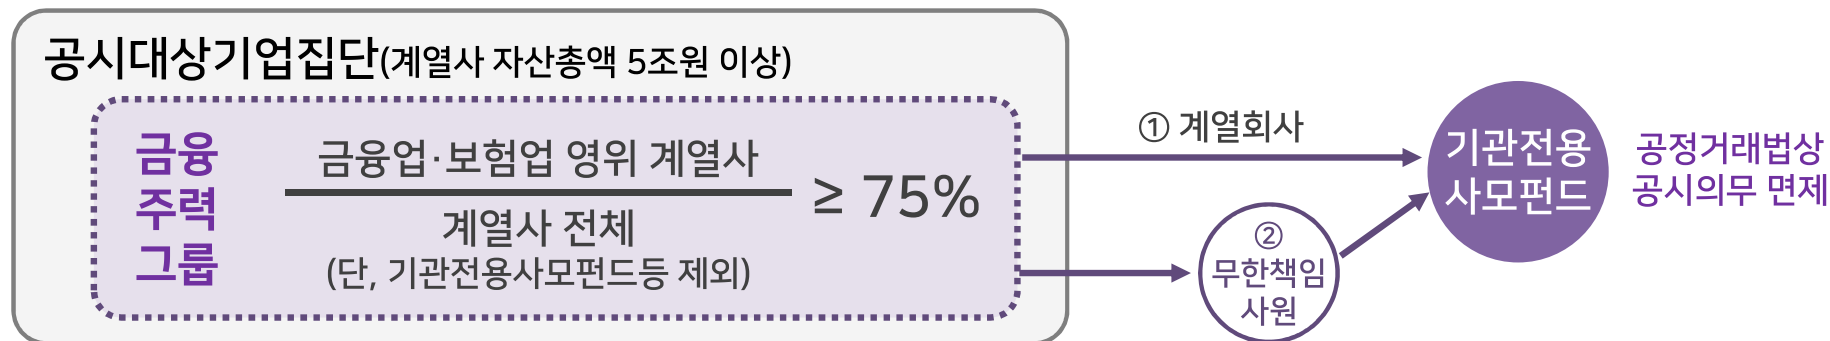 공시대상기업집단(계열사 자산총액 5조원 이상)
금융
주력
그룹
금융업·보험업 영위 계열사
계열사 전체
(단, 기관전용사모펀드등 제외)
≥ 75%
① 계열회사
②
무한책임
사원
기관전용
사모펀드
공정거래법상
공시의무 면제